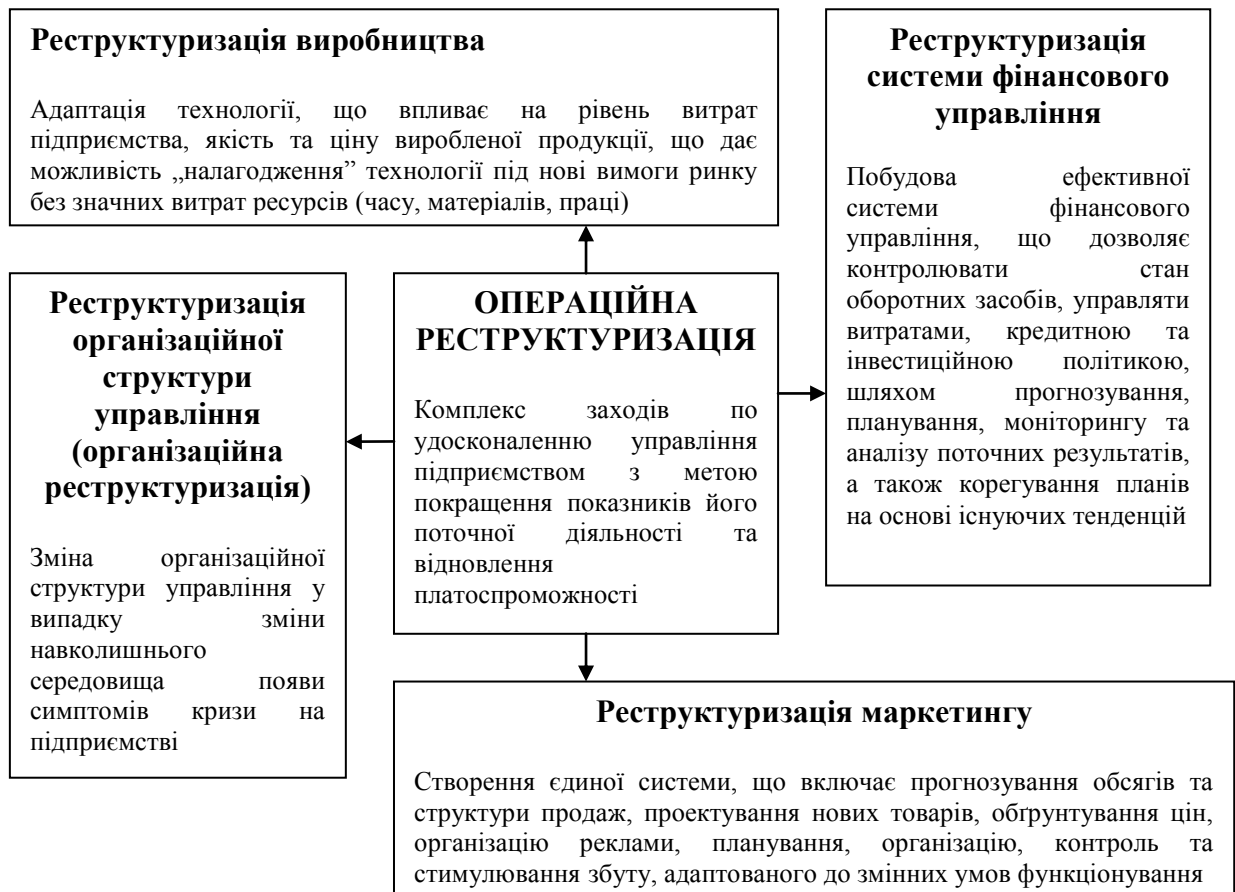 Реструктуризація виробництва
Адаптація технології, що впливає на рівень витрат
підприємства, якість та ціну виробленої продукції, що дає
можливість „налагодження” технології під нові вимоги ринку
без значних витрат ресурсів (часу, матеріалів, праці)
Реструктуризація
системи фінансового
управління
Побудова ефективної
системи фінансового
управління, що дозволяє
контролювати стан
оборотних засобів, управляти
витратами, кредитною та
інвестиційною політикою,
шляхом прогнозування,
планування, моніторингу та
аналізу поточних результатів,
а також корегування планів
на основі існуючих тенденцій
Реструктуризація
організаційної
структури
управління
(організаційна
реструктуризація)
Зміна організаційної
структури управління у
випадку зміни
навколишнього
середовища появи
симптомів кризи на
підприємстві
ОПЕРАЦІЙНА
РЕСТРУКТУРИЗАЦІЯ
Комплекс заходів по
удосконаленню управління
підприємством з метою
покращення показників його
поточної діяльності та
відновлення
платоспроможності
Реструктуризація маркетингу
Створення єдиної системи, що включає прогнозування обсягів та
структури продаж, проектування нових товарів, обґрунтування цін,
організацію реклами, планування, організацію, контроль та
стимулювання збуту, адаптованого до змінних умов функціонування